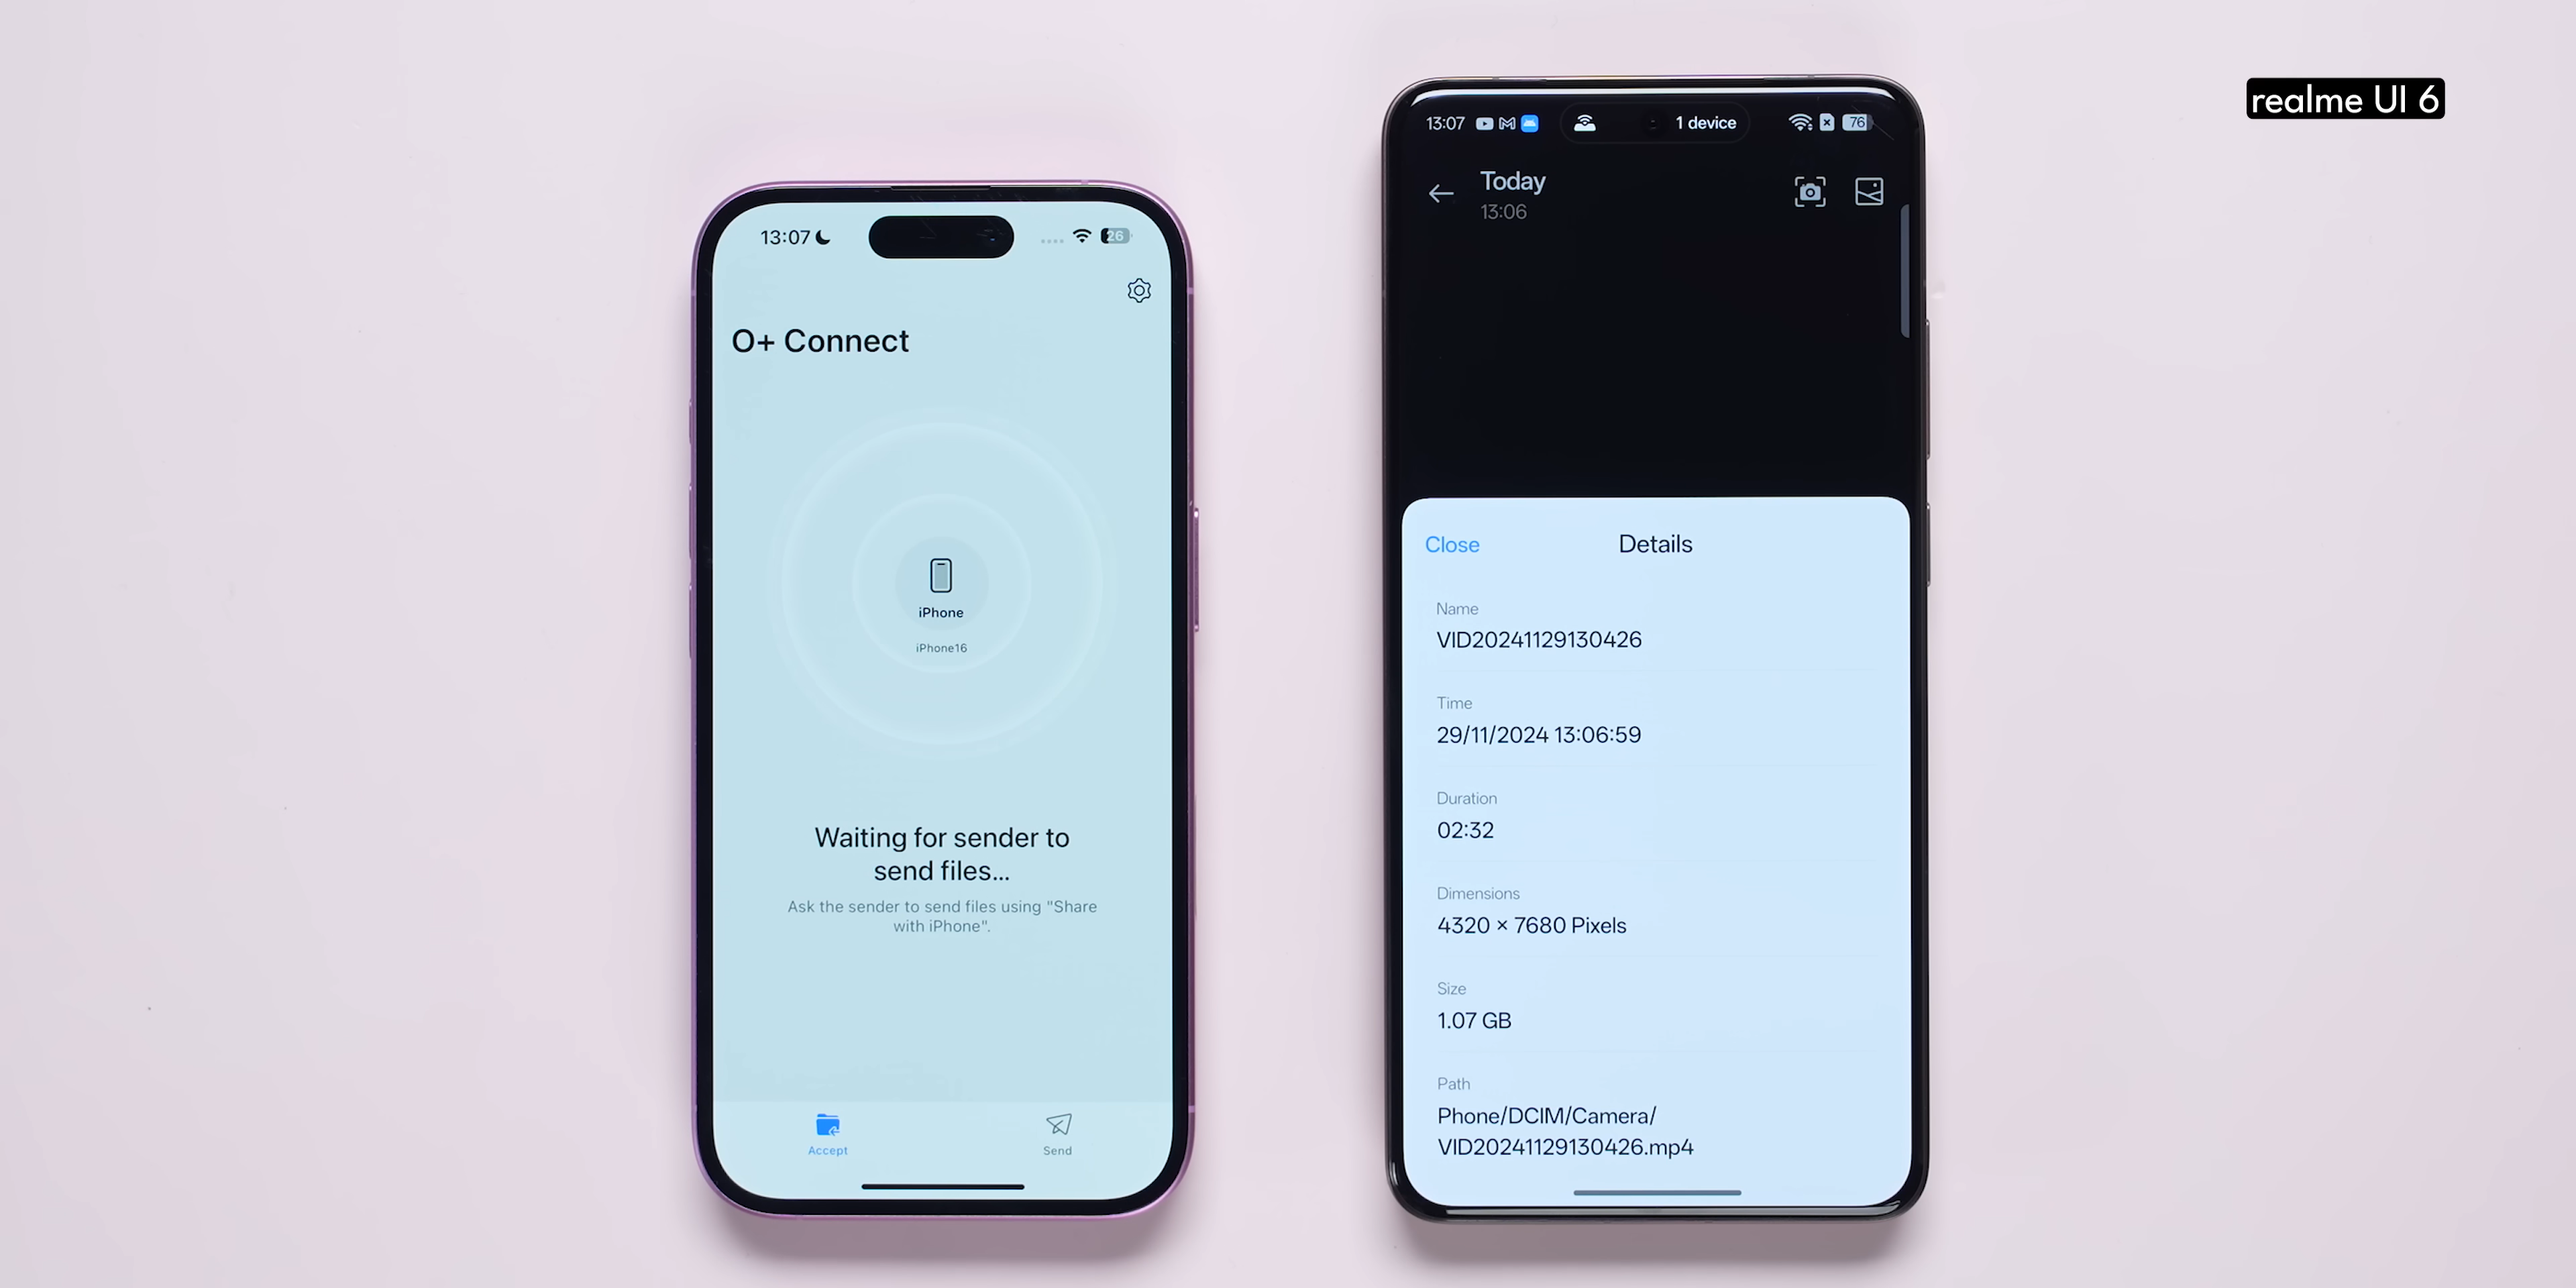 realme UI 6
13:07
26
O+ Connect
iPhone
iPhone16
Waiting for sender to
send files...
Ask the sender to send files using "Share
with iPhone".
Accept
Send
13:07
1 device
76
Today
13:06
Close
Details
Name
VID20241129130426
Time
29/11/2024 13:06:59
Duration
02:32
Dimensions
4320 × 7680 Pixels
Size
1.07 GB
Path
Phone/DCIM/Camera/
VID20241129130426.mp4